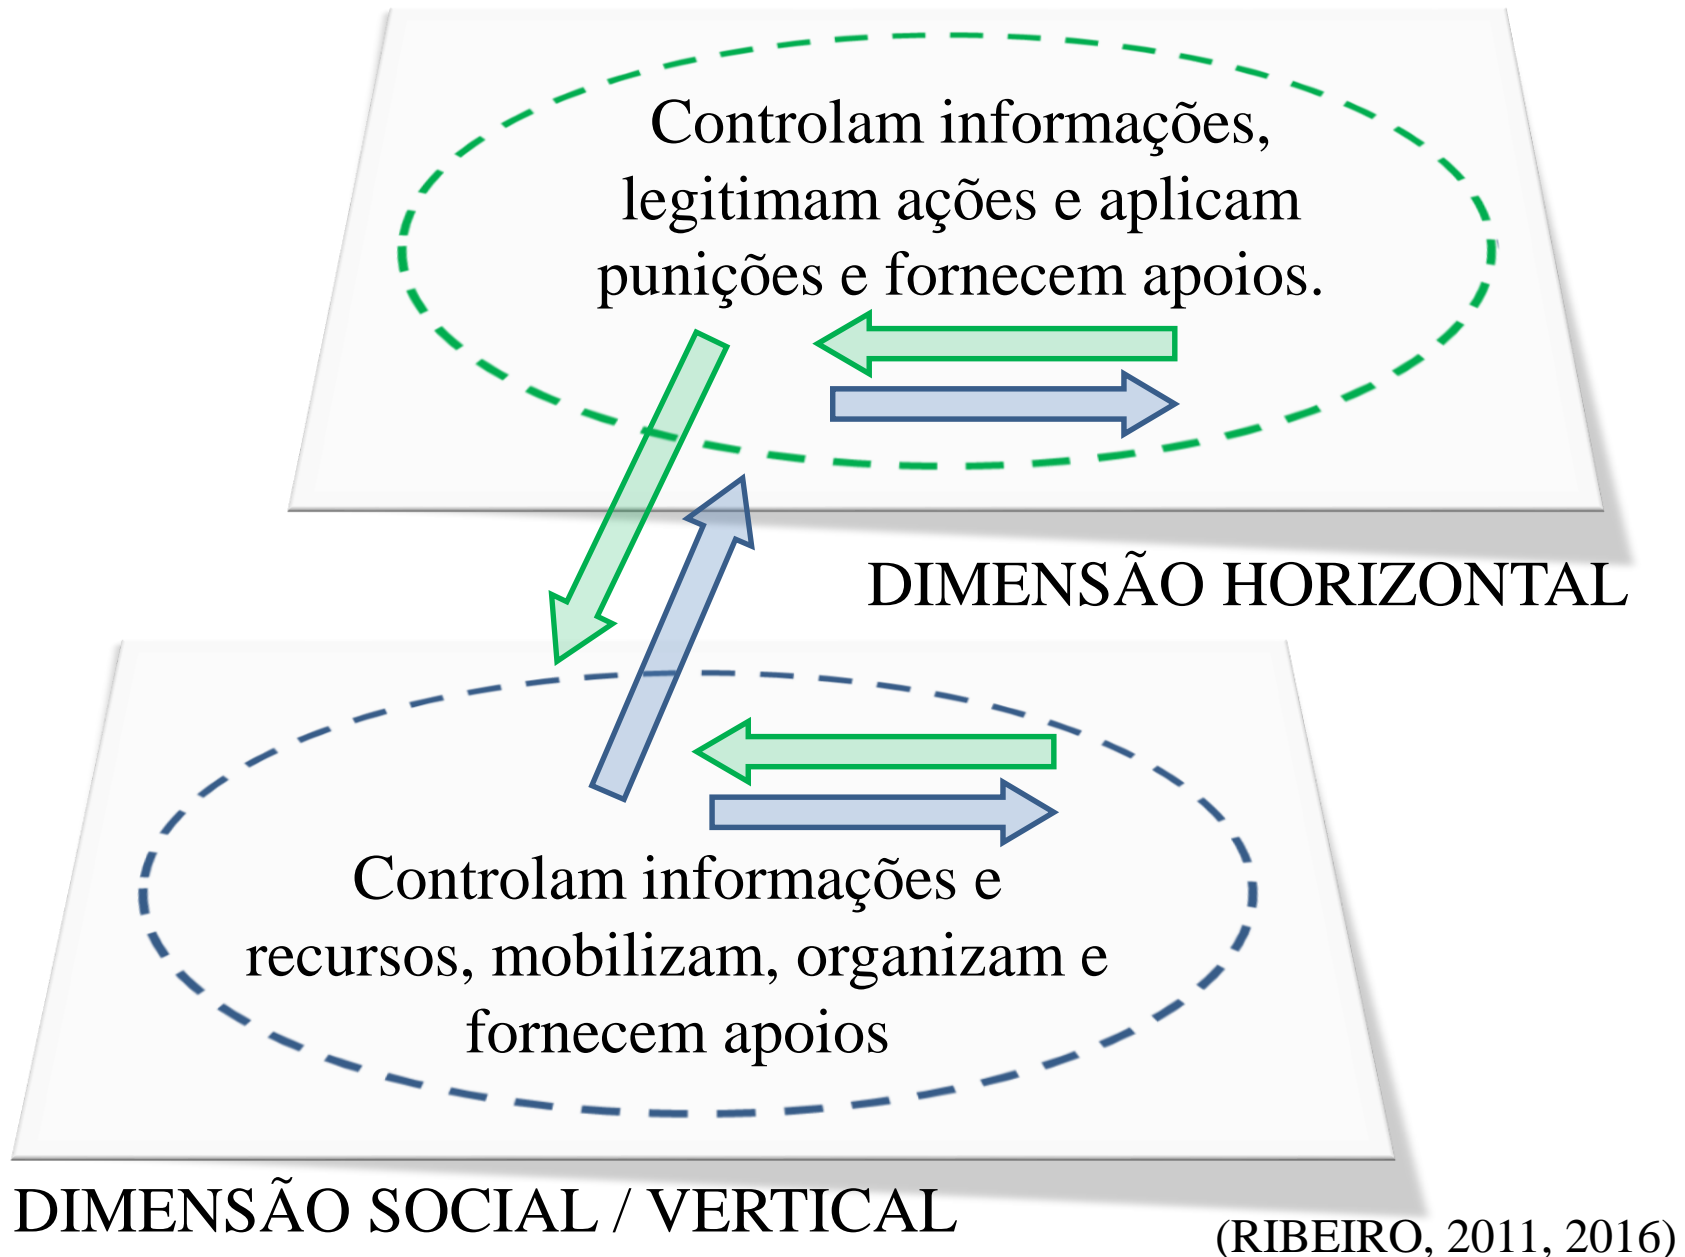 Controlam informações,
legitimam ações e aplicam
punições e fornecem apoios.
DIMENSÃO HORIZONTAL
Controlam informações e
recursos, mobilizam, organizam e
fornecem apoios
DIMENSÃO SOCIAL / VERTICAL
(RIBEIRO, 2011, 2016)